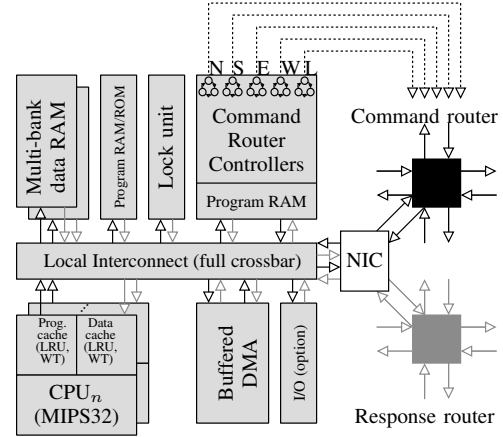 N S E W L
Command router
Multi-bank
data RAM
Program RAM/ROM
Lock unit
Command
Router
Controllers
Program RAM
Local Interconnect (full crossbar)
NIC
Prog.
cache
(LRU,
WT)
Data
cache
(LRU,
WT)
CPUn
(MIPS32)
Buffered
DMA
I/O (option)
Response router